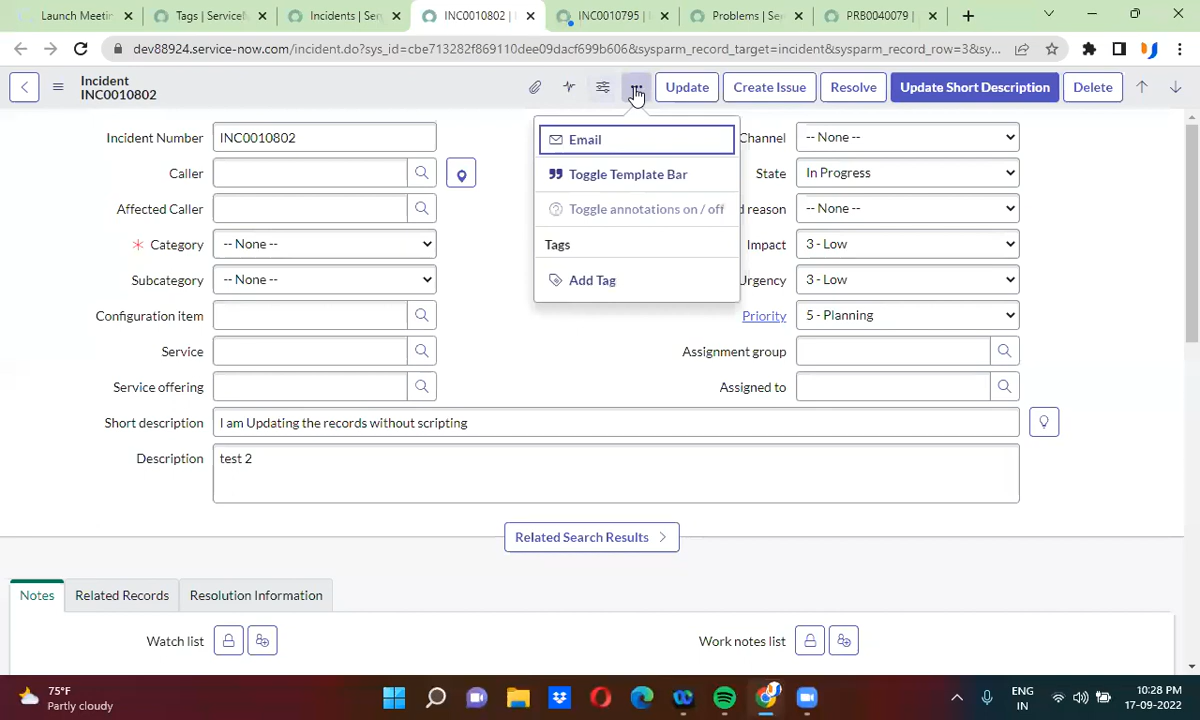 Launch Meetin
Tags | Service
Incidents | Ser
INC0010802 |
INC0010795 |
Problems | Ser
PRB0040079 |
dev88924.service-now.com/incident.do?sys_id=cbe713282f869110dee09dacf699b606&sysparm_record_target=incident&sysparm_record_row=3&sy...
Incident
INC0010802
Update
Create Issue
Resolve
Update Short Description
Delete
Email
Toggle Template Bar
Toggle annotations on / off
Tags
Add Tag
Incident Number INC0010802
Caller
Affected Caller
Category -- None --
Subcategory -- None --
Configuration item
Service
Service offering
Channel -- None --
State In Progress
d reason -- None --
Impact 3 - Low
Urgency 3 - Low
Priority 5 - Planning
Assignment group
Assigned to
Short description I am Updating the records without scripting
Description test 2
Related Search Results
Notes
Related Records
Resolution Information
Watch list
Work notes list
75°F
Partly cloudy
ENG
IN
10:28 PM
17-09-2022